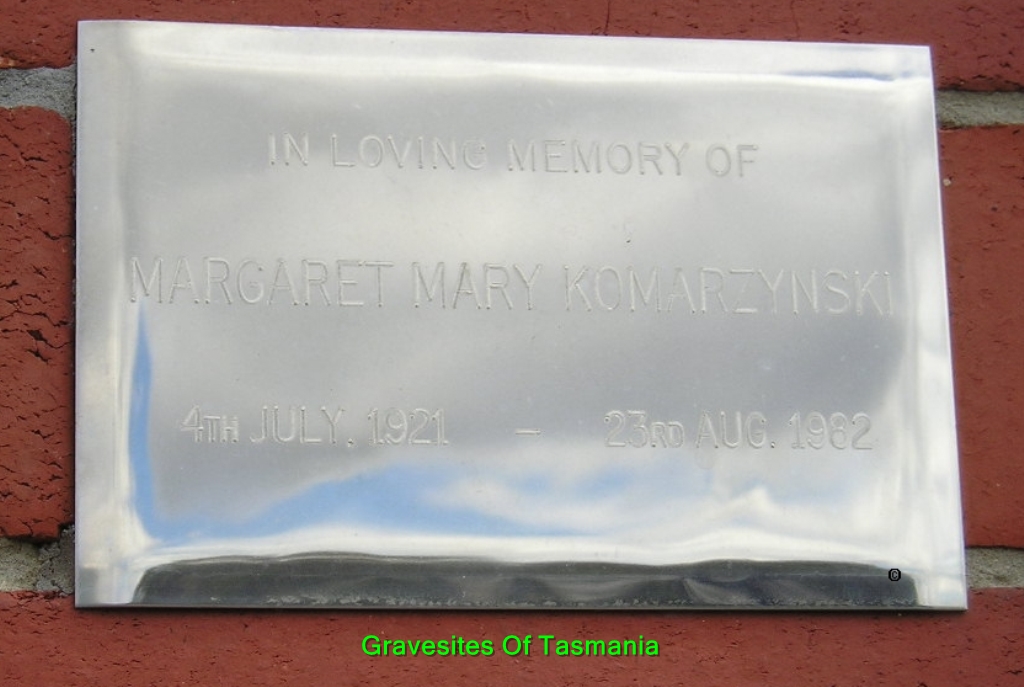 IN LOVING MEMORY OF
MARGARET MARY KOMARZYNSKI
4TH JULY, 1921 – 23RD AUG. 1982
©
Gravesites Of Tasmania